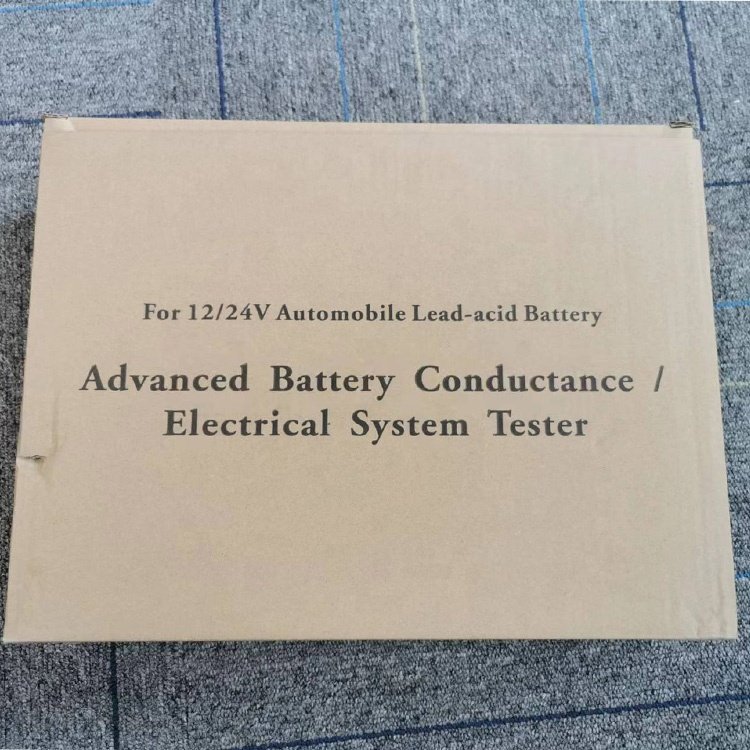 For 12/24V Automobile Lead-acid Battery
Advanced Battery Conductance /
Electrical System Tester